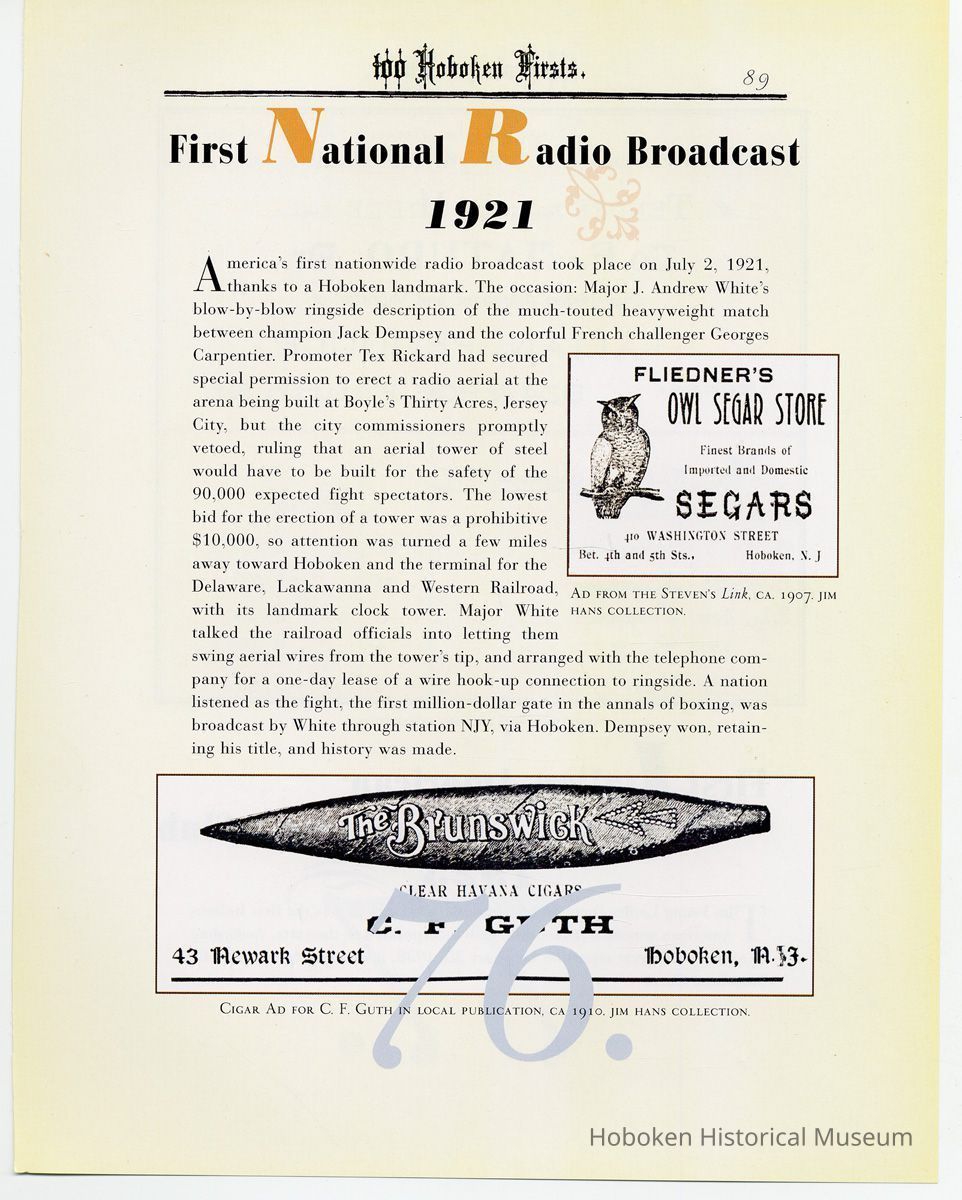 100 Hoboken Firsts.
89
First National Radio Broadcast
1921
America's first nationwide radio broadcast took place on July 2, 1921,
thanks to a Hoboken landmark. The occasion: Major J. Andrew White's
blow-by-blow ringside description of the much-touted heavyweight match
between champion Jack Dempsey and the colorful French challenger Georges
Carpentier. Promoter Tex Rickard had secured
special permission to erect a radio aerial at the
arena being built at Boyle's Thirty Acres, Jersey
City, but the city commissioners promptly
vetoed, ruling that an aerial tower of steel
would have to be built for the safety of the
90,000 expected fight spectators. The lowest
bid for the erection of a tower was a prohibitive
$10,000, so attention was turned a few miles
away toward Hoboken and the terminal for the
Delaware, Lackawanna and Western Railroad,
with its landmark clock tower. Major White
talked the railroad officials into letting them
swing aerial wires from the tower's tip, and arranged with the telephone com-
pany for a one-day lease of a wire hook-up connection to ringside. A nation
listened as the fight, the first million-dollar gate in the annals of boxing, was
broadcast by White through station NJY, via Hoboken. Dempsey won, retain-
ing his title, and history was made.
FLIEDNER'S
OWL SEGAR STORE
Finest Brands of
Imported and Domestic
SEGARS
410 WASHINGTON STREET
Bet. 4th and 5th Sts., Hoboken, N. J
AD FROM THE STEVEN'S Link, CA. 1907. JIM
HANS COLLECTION.
The Brunswick
CLEAR HAVANA CIGARS
C. F. GUTH
43 Newark Street Hoboken, N.J.
CIGAR AD FOR C. F. GUTH IN LOCAL PUBLICATION, CA 1910. JIM HANS COLLECTION.
76.
Hoboken Historical Museum